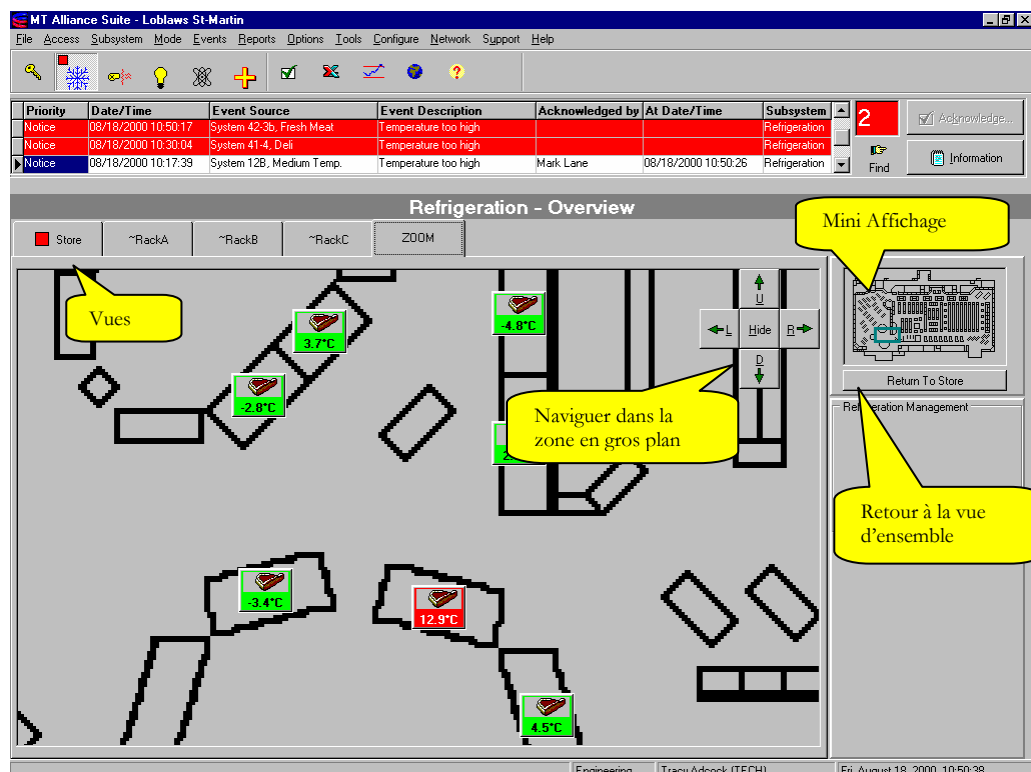 MT Alliance Suite - Loblaws St-Martin
File Access Subsystem Mode Events Reports Options Tools Configure Network Support Help
Priority Date/Time Event Source Event Description Acknowledged by At Date/Time Subsystem
Notice 08/18/2000 10:50:17 System 42-3b, Fresh Meat Temperature too high Refrigeration
Notice 08/18/2000 10:30:04 System 41-4, Deli Temperature too high Refrigeration
Notice 08/18/2000 10:17:39 System 12B, Medium Temp. Temperature too high Mark Lane 08/18/2000 10:50:26 Refrigeration
2
Find
Acknowledge...
Information
Refrigeration - Overview
Store ~RackA ~RackB ~RackC ZOOM
Mini Affichage
Vues
U
L Hide R
D
-4.8°C
3.7°C
-2.8°C
Naviguer dans la
zone en gros plan
Return To Store
Management
Retour à la vue
d'ensemble
-3.4°C
12.9°C
4.5°C
Engineering Tracy Adcock (TECH) Fri, August 18, 2000 10:50:38